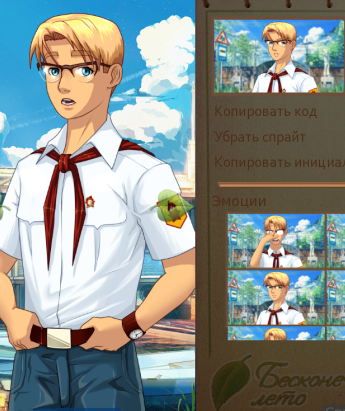 Копировать код
Убрать спрайт
Копировать инициал
Эмоции
Бесконе
лето